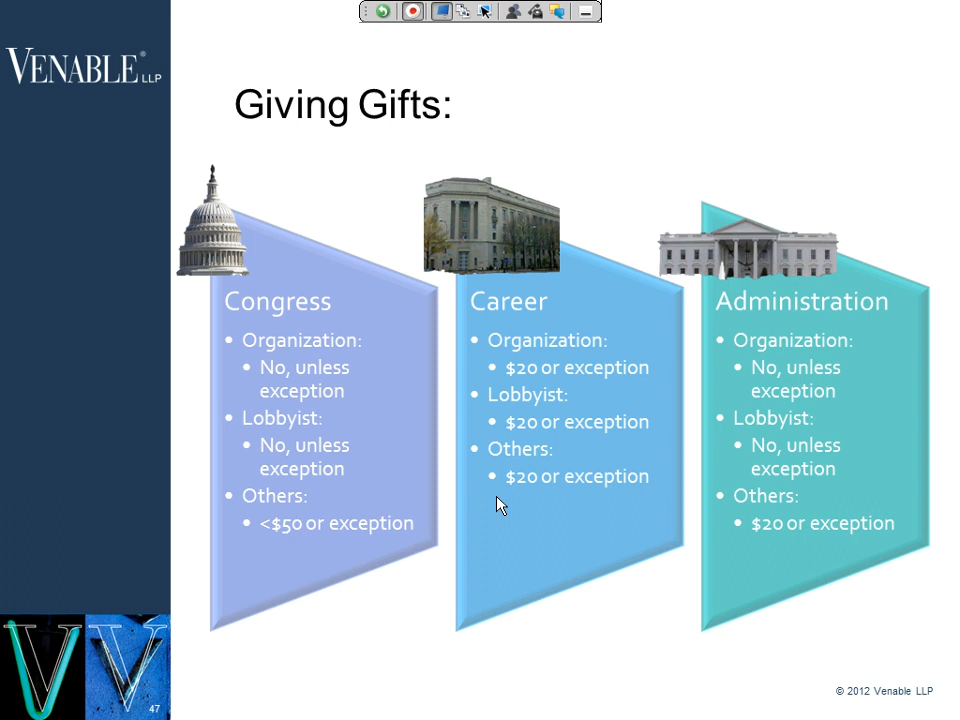 VENABLE® LLP
Giving Gifts:
Congress
• Organization:
• No, unless
exception
• Lobbyist:
• No, unless
exception
• Others:
• <$50 or exception
Career
• Organization:
• $20 or exception
• Lobbyist:
• $20 or exception
• Others:
• $20 or exception
Administration
• Organization:
• No, unless
exception
• Lobbyist:
• No, unless
exception
• Others:
• $20 or exception
V V
47
© 2012 Venable LLP